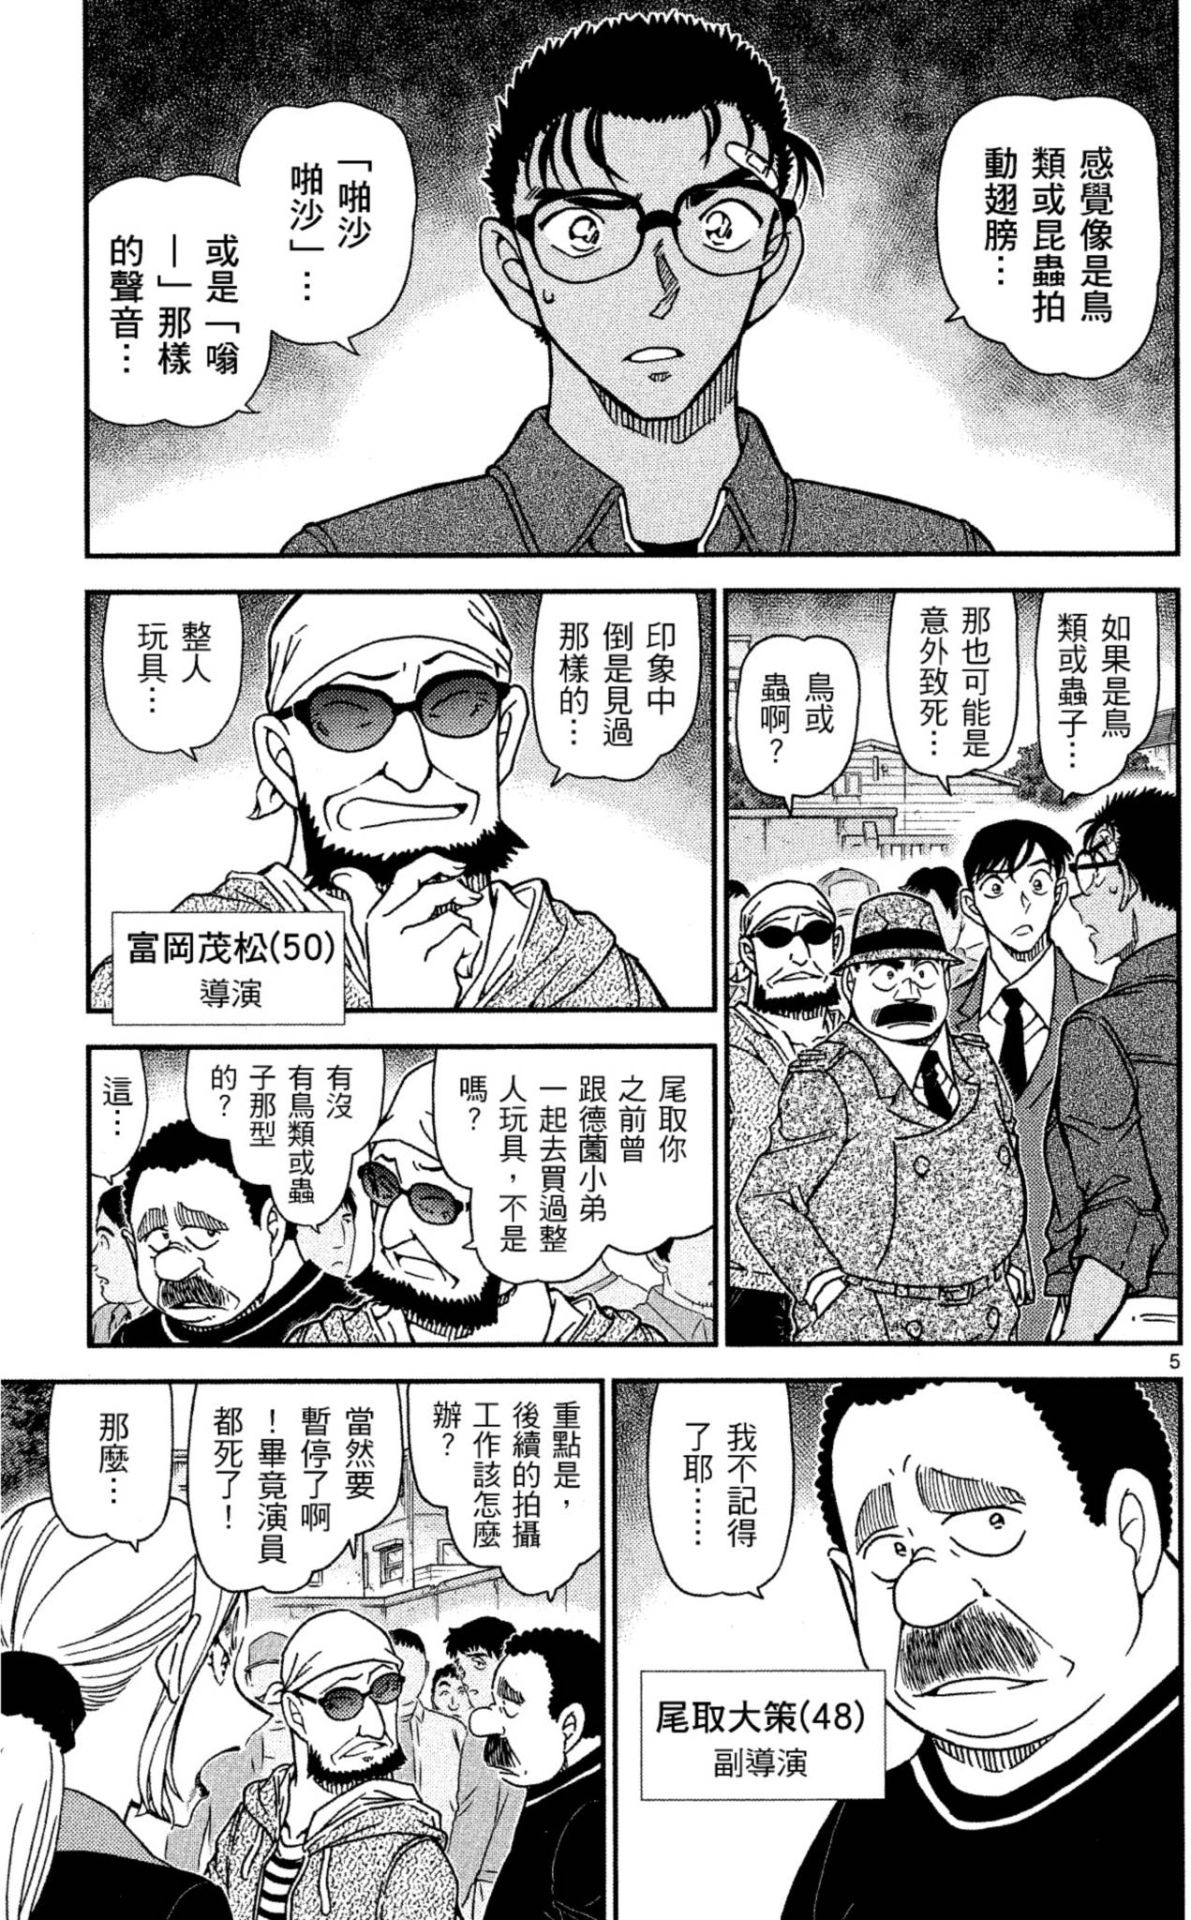 感覺像是鳥
類或昆蟲拍
動翅膀…
「啪沙
啪沙」…
或是「嗡
—」那樣
的聲音…
如果是鳥
類或蟲子…
那也可能是
意外致死…
鳥或
蟲啊？
印象中
倒是見過
那樣的…
整人
玩具…
富岡茂松(50)
導演
尾取你
之前曾
跟德薗小弟
一起去買過整
人玩具，不是
嗎？
有沒
有鳥類或蟲
子那型
的？
這…
5
我不記得
了耶……
尾取大策(48)
副導演
重點是，
後續的拍攝
工作該怎麼
辦？
當然要
暫停了啊
！畢竟演員
都死了！
那麼…